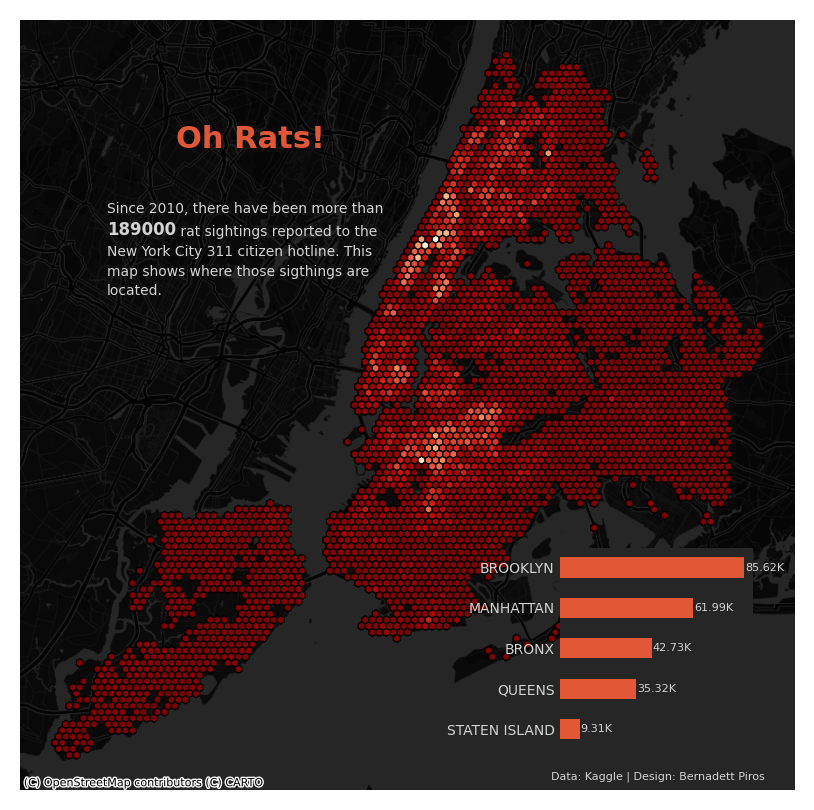 Oh Rats!
Since 2010, there have been more than
189000 rat sightings reported to the
New York City 311 citizen hotline. This
map shows where those sigthings are
located.
BROOKLYN 85.62K
MANHATTAN 61.99K
BRONX 42.73K
QUEENS 35.32K
STATEN ISLAND 9.31K
Data: Kaggle | Design: Bernadett Piros
(C) OpenStreetMap contributors (C) CARTO